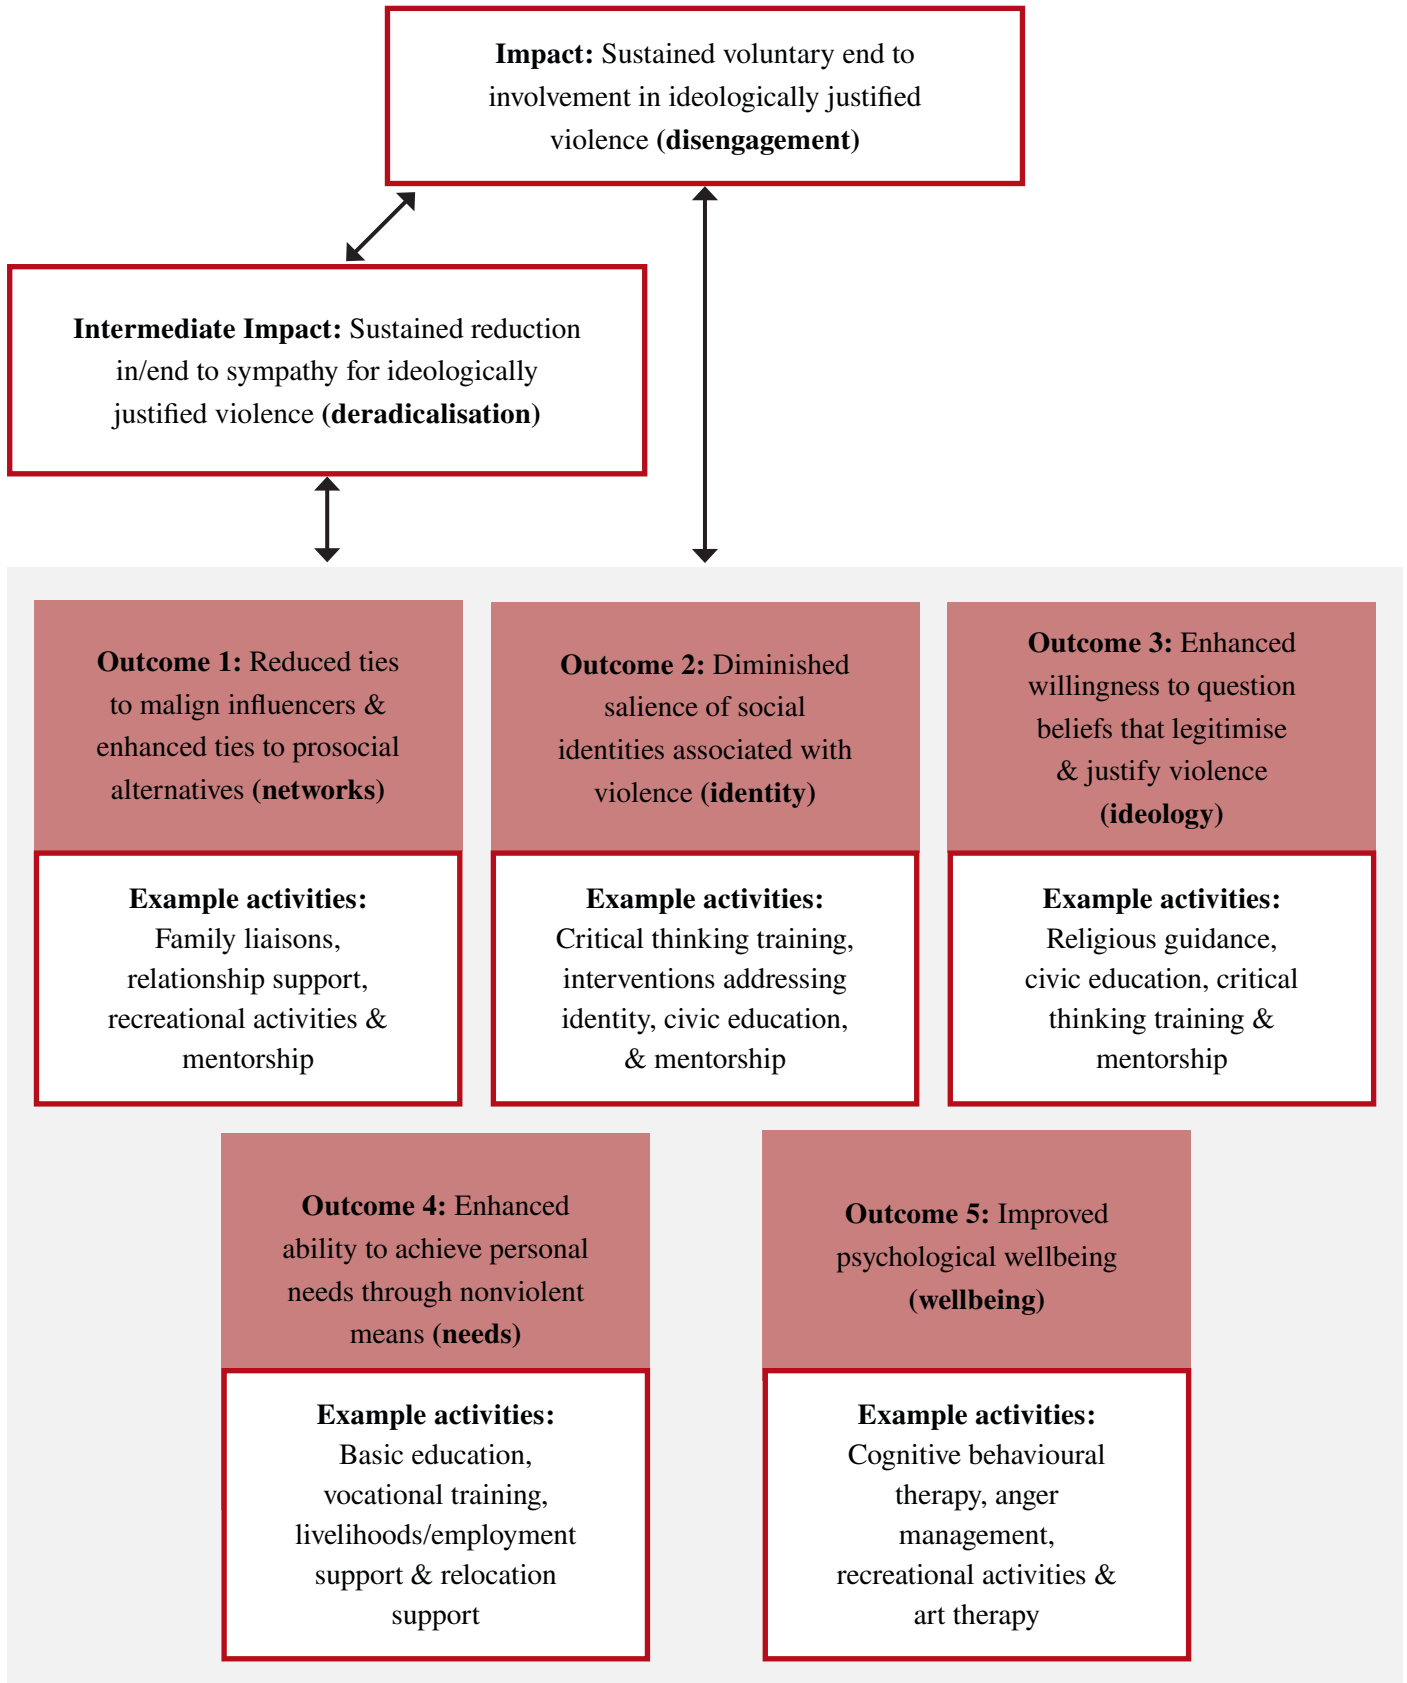 Impact: Sustained voluntary end to
involvement in ideologically justified
violence (disengagement)
Intermediate Impact: Sustained reduction
in/end to sympathy for ideologically
justified violence (deradicalisation)
Outcome 1: Reduced ties
to malign influencers &
enhanced ties to prosocial
alternatives (networks)
Example activities:
Family liaisons,
relationship support,
recreational activities &
mentorship
Outcome 2: Diminished
salience of social
identities associated with
violence (identity)
Example activities:
Critical thinking training,
interventions addressing
identity, civic education,
& mentorship
Outcome 3: Enhanced
willingness to question
beliefs that legitimise
& justify violence
(ideology)
Example activities:
Religious guidance,
civic education, critical
thinking training &
mentorship
Outcome 4: Enhanced
ability to achieve personal
needs through nonviolent
means (needs)
Example activities:
Basic education,
vocational training,
livelihoods/employment
support & relocation
support
Outcome 5: Improved
psychological wellbeing
(wellbeing)
Example activities:
Cognitive behavioural
therapy, anger
management,
recreational activities &
art therapy